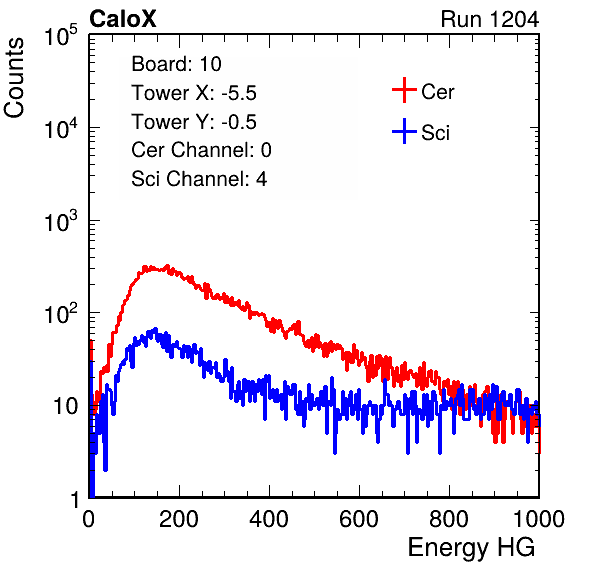 CaloX Run 1204
Counts
Board: 10
Tower X: -5.5
Tower Y: -0.5
Cer Channel: 0
Sci Channel: 4
Cer
Sci
10^5
10^4
10^3
10^2
10
1
0 200 400 600 800 1000
Energy HG